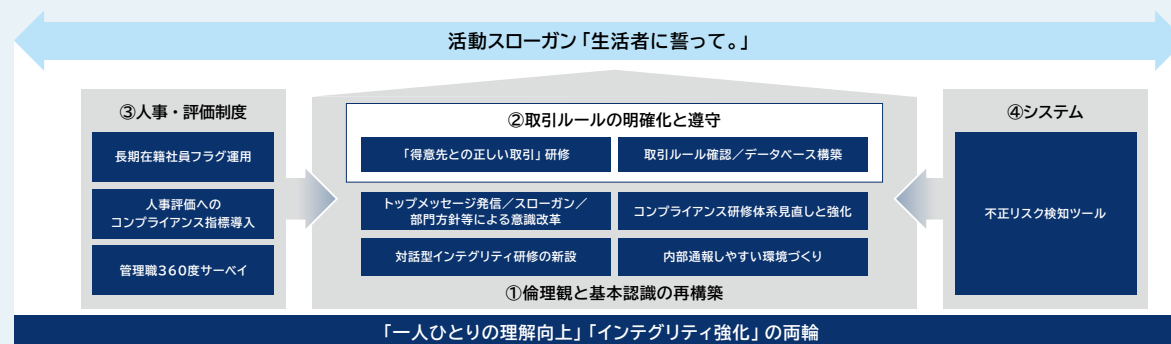 活動スローガン「生活者に誓って。」
③人事・評価制度
長期在籍社員フラグ運用
人事評価への
コンプライアンス指標導入
管理職360度サーベイ
②取引ルールの明確化と遵守
「得意先との正しい取引」研修
取引ルール確認／データベース構築
トップメッセージ発信／スローガン／
部門方針等による意識改革
コンプライアンス研修体系見直しと強化
対話型インテグリティ研修の新設
内部通報しやすい環境づくり
①倫理観と基本認識の再構築
④システム
不正リスク検知ツール
「一人ひとりの理解向上」「インテグリティ強化」の両輪